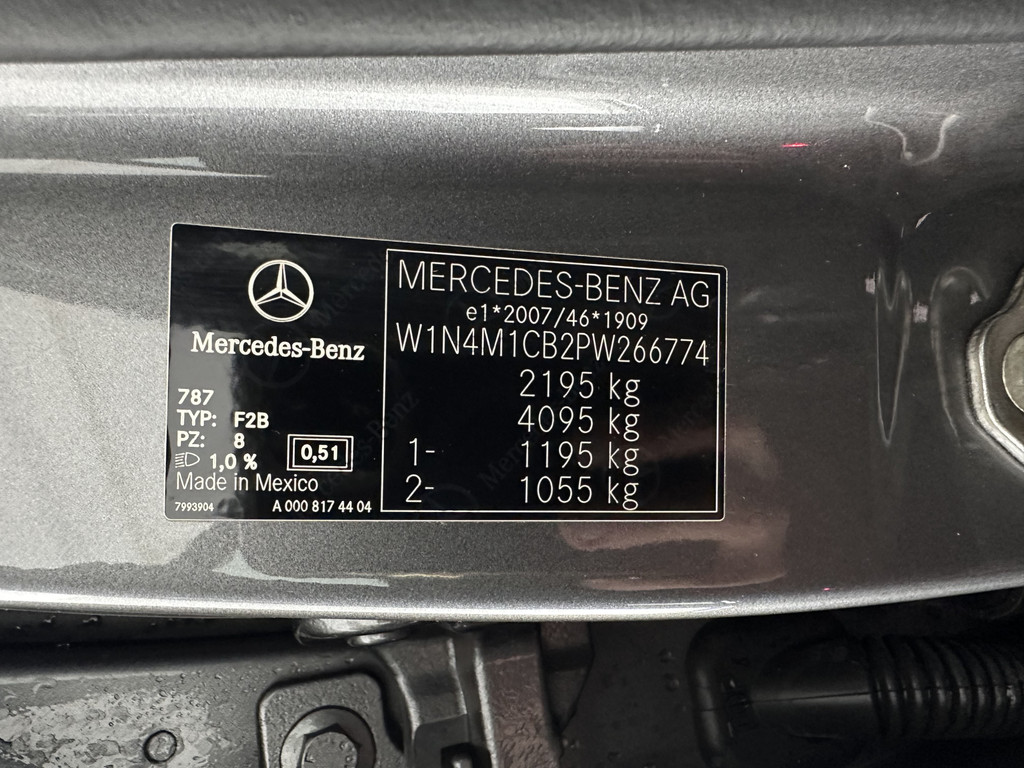 Mercedes-Benz
787
TYP: F2B
PZ: 8
1,0 %
0,51
Made in Mexico
7993904
A 000 817 44 04
MERCEDES-BENZ AG
e1*2007/46*1909
W1N4M1CB2PW266774
2195 kg
4095 kg
1- 1195 kg
2- 1055 kg